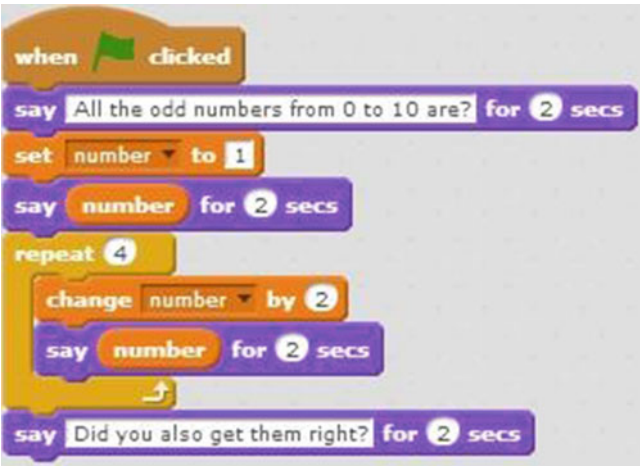 when clicked
say All the odd numbers from 0 to 10 are? for 2 secs
set number to 1
say number for 2 secs
repeat 4
change number by 2
say number for 2 secs
say Did you also get them right? for 2 secs